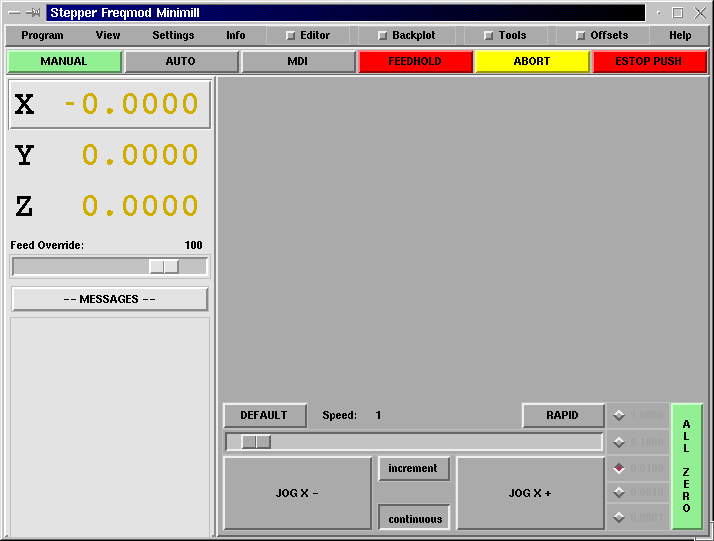 Stepper Freqmod Minimill
Program View Settings Info Editor Backplot Tools Offsets Help
MANUAL AUTO MDI FEEDHOLD ABORT ESTOP PUSH
X -0.0000
Y 0.0000
Z 0.0000
Feed Override: 100
-- MESSAGES --
DEFAULT Speed: 1 RAPID 1.0000
0.1000
0.0100
0.0010
0.0001
JOG X - increment JOG X +
continuous
ALL ZERO